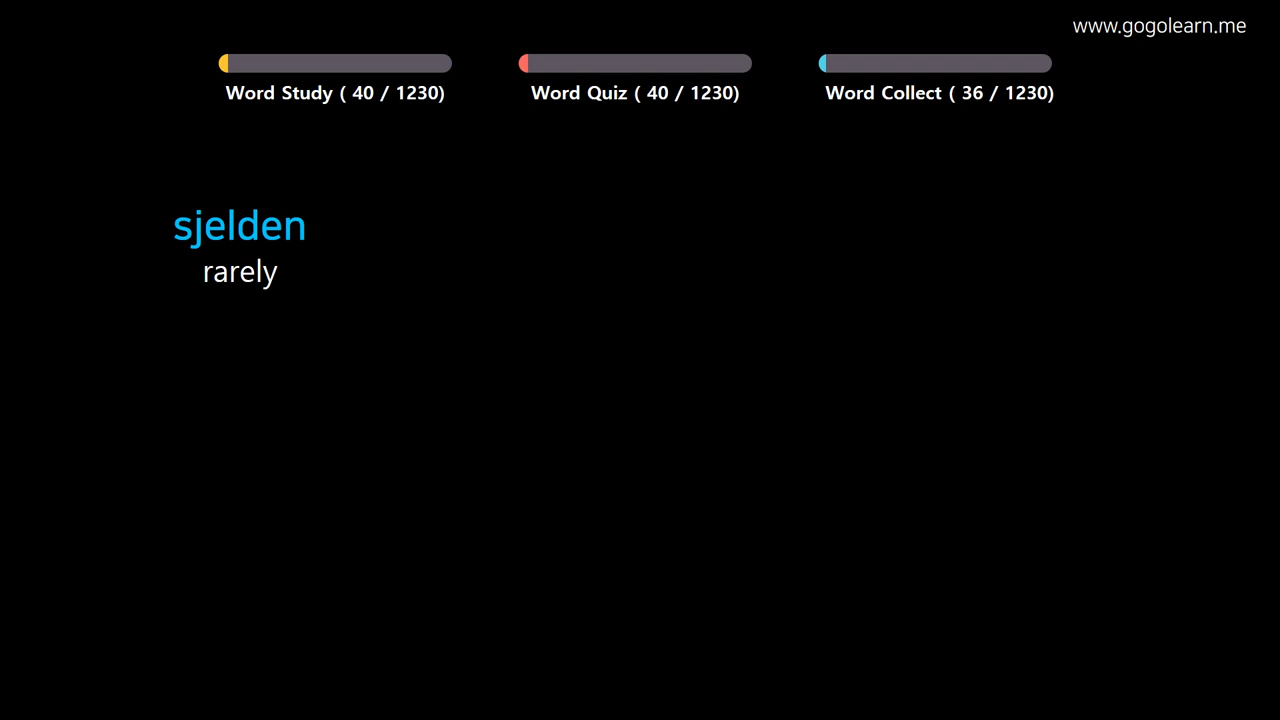 www.gogolearn.me
Word Study ( 40 / 1230)
Word Quiz ( 40 / 1230)
Word Collect ( 36 / 1230)
sjelden
rarely